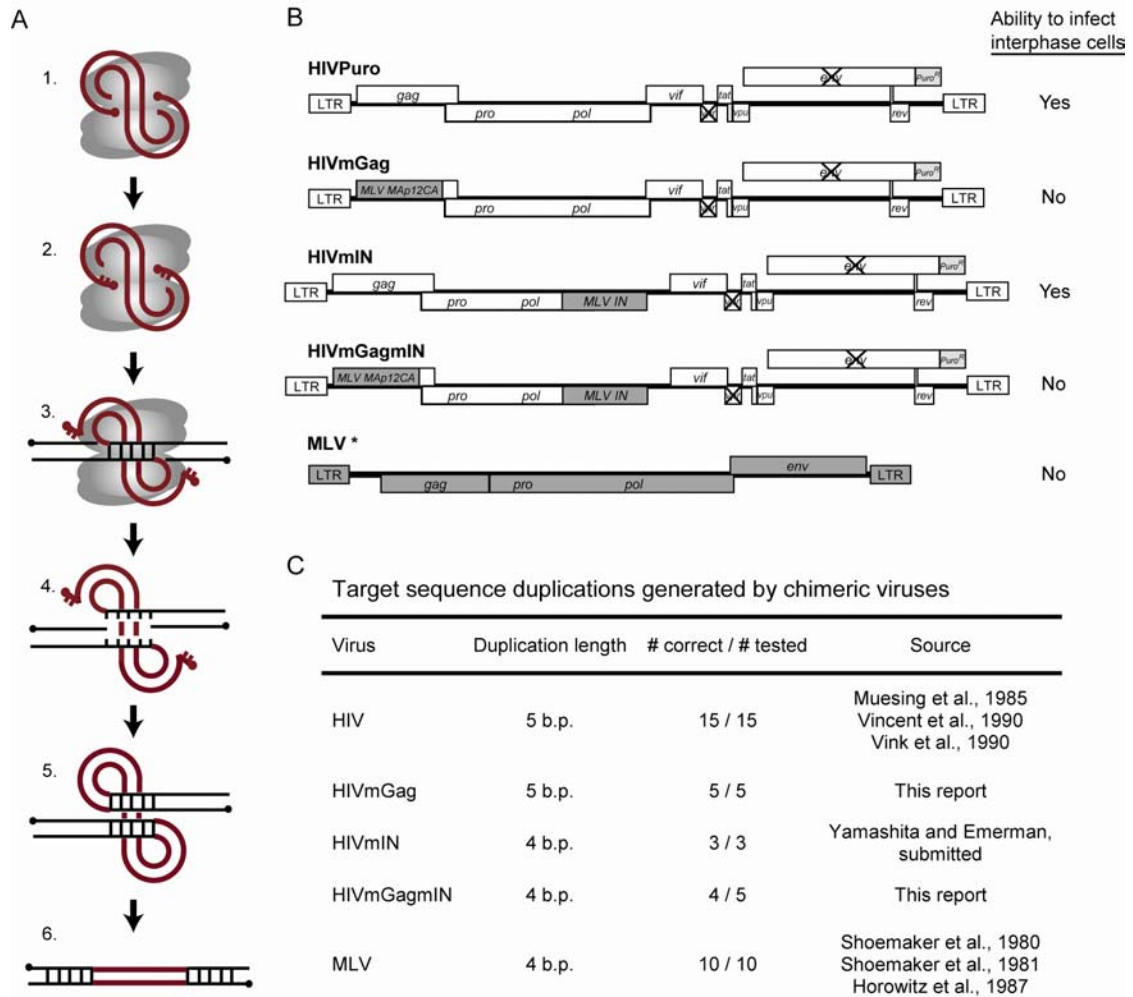 A
1.
2.
3.
4.
5.
6.
B
Ability to infect
interphase cells
HIVPuro
LTR gag pro pol vif tat vpu env Puro^R rev LTR
Yes
HIVmGag
LTR MLV MAp12CA pro pol vif tat vpu env Puro^R rev LTR
No
HIVmIN
LTR gag pro pol MLV IN vif tat vpu env Puro^R rev LTR
Yes
HIVmGagmIN
LTR MLV MAp12CA pro pol MLV IN vif tat vpu env Puro^R rev LTR
No
MLV *
LTR gag pro pol env LTR
No
C
Target sequence duplications generated by chimeric viruses
Virus Duplication length # correct / # tested Source
HIV 5 b.p. 15 / 15 Muesing et al., 1985
Vincent et al., 1990
Vink et al., 1990
HIVmGag 5 b.p. 5 / 5 This report
HIVmIN 4 b.p. 3 / 3 Yamashita and Emerman,
submitted
HIVmGagmIN 4 b.p. 4 / 5 This report
MLV 4 b.p. 10 / 10 Shoemaker et al., 1980
Shoemaker et al., 1981
Horowitz et al., 1987